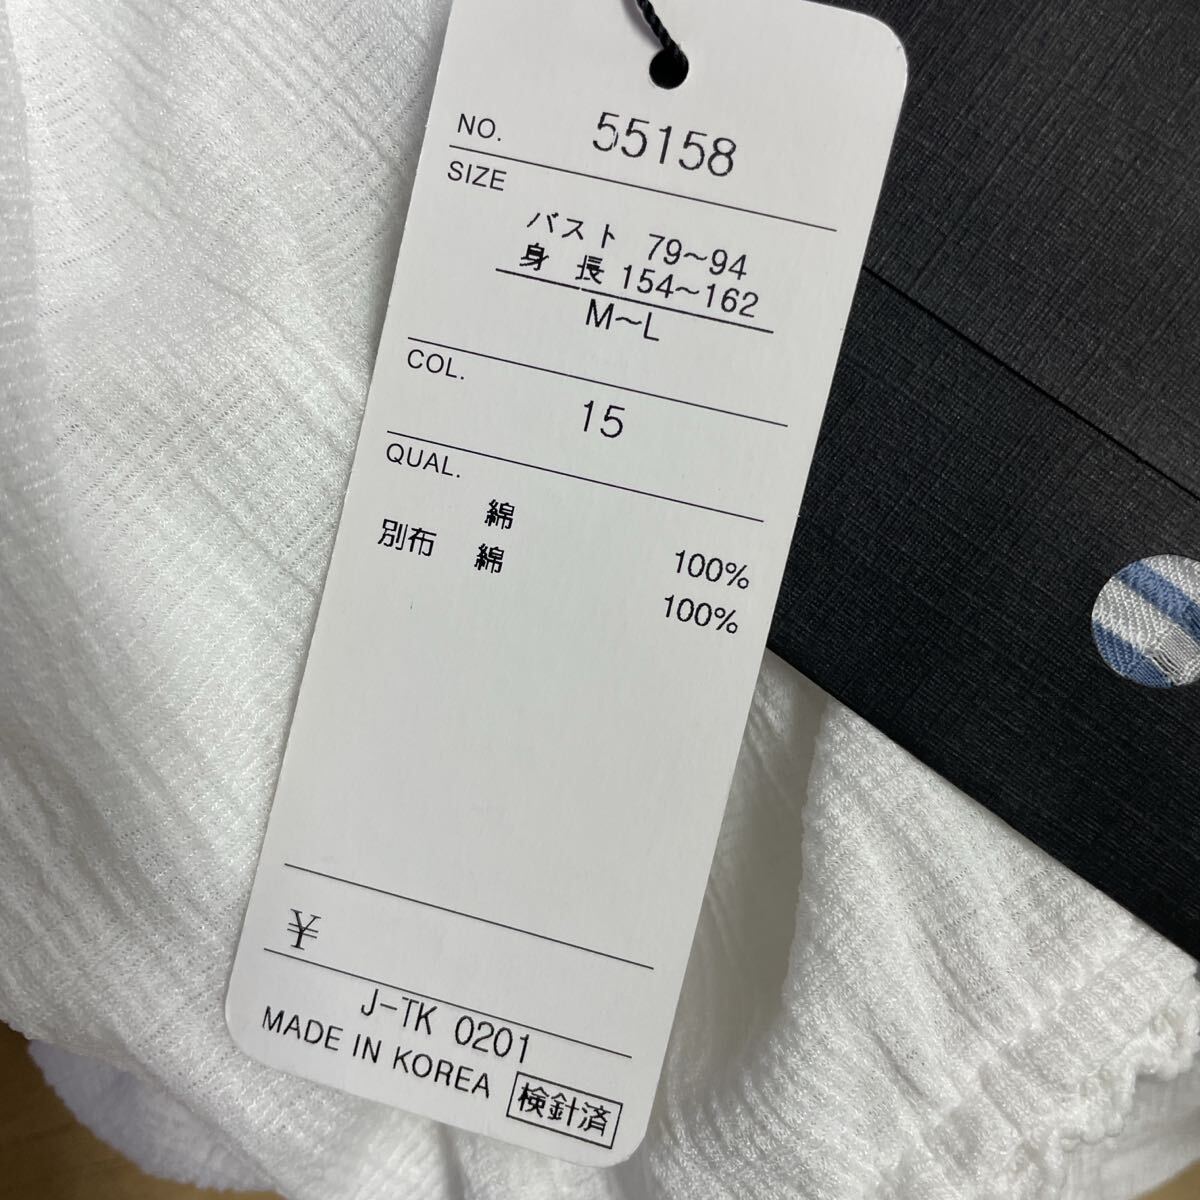 NO. 55158
SIZE
バスト 79~94
身長 154~162
M~L
COL.
15
QUAL.
綿 100%
別布 綿 100%
¥
J-TK 0201
MADE IN KOREA 検針済